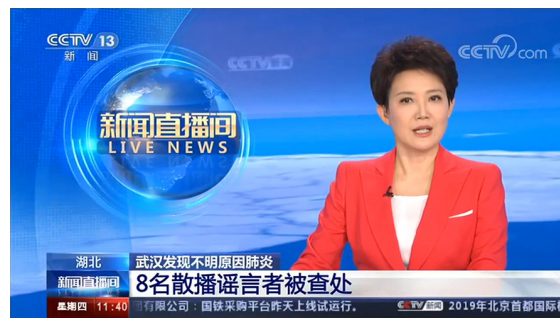 CCTV 13
新闻
CCTV.com
新闻直播间
LIVE NEWS
湖北
武汉发现不明原因肺炎
新闻直播间
8名散播谣言者被查处
星期四 11:40
有限公司：国铁采购平台昨天上线试运行。
CCTV 新闻
2019年北京首都国际